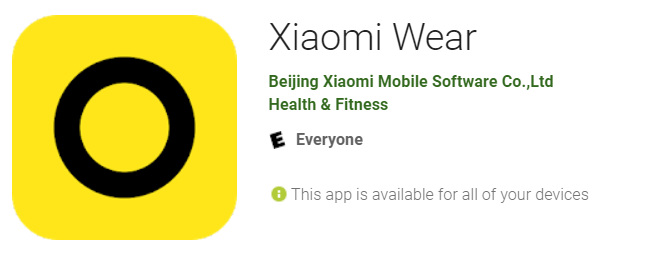 Xiaomi Wear
Beijing Xiaomi Mobile Software Co.,Ltd
Health & Fitness
E Everyone
This app is available for all of your devices